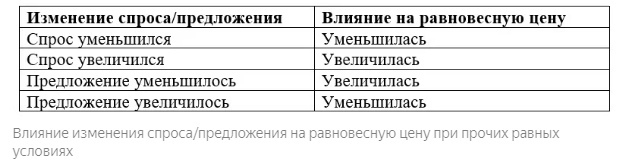 Изменение спроса/предложения Влияние на равновесную цену
Спрос уменьшился Уменьшилась
Спрос увеличился Увеличилась
Предложение уменьшилось Увеличилась
Предложение увеличилось Уменьшилась
Влияние изменения спроса/предложения на равновесную цену при прочих равных
условиях